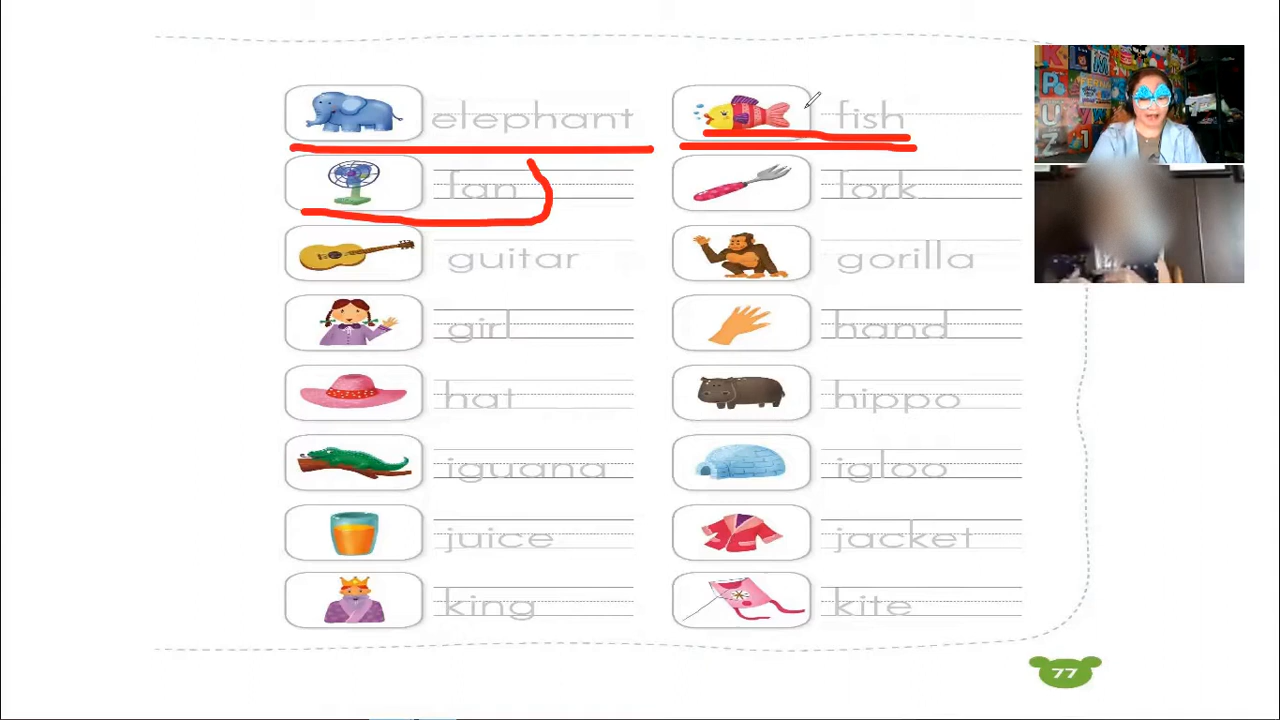 elephant fish
fan fork
guitar gorilla
girl hand
hat hippo
iguana igloo
juice jacket
king kite
77